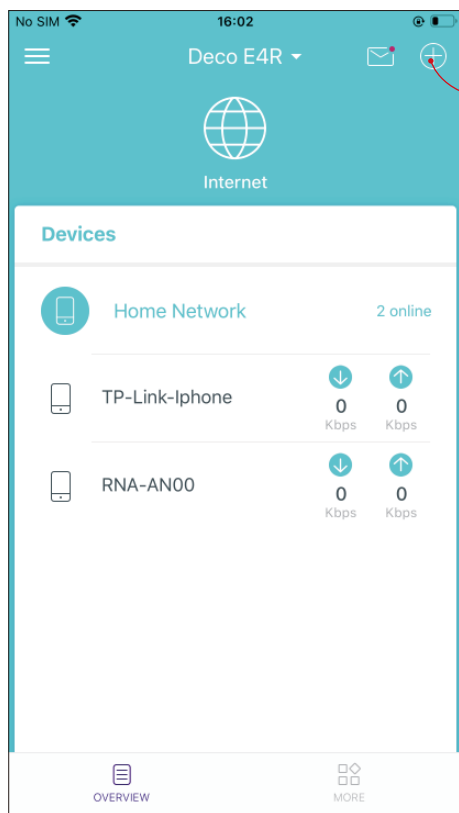 No SIM 16:02
Deco E4R
Internet
Devices
Home Network 2 online
TP-Link-Iphone
0 0
Kbps Kbps
RNA-AN00
0 0
Kbps Kbps
OVERVIEW MORE